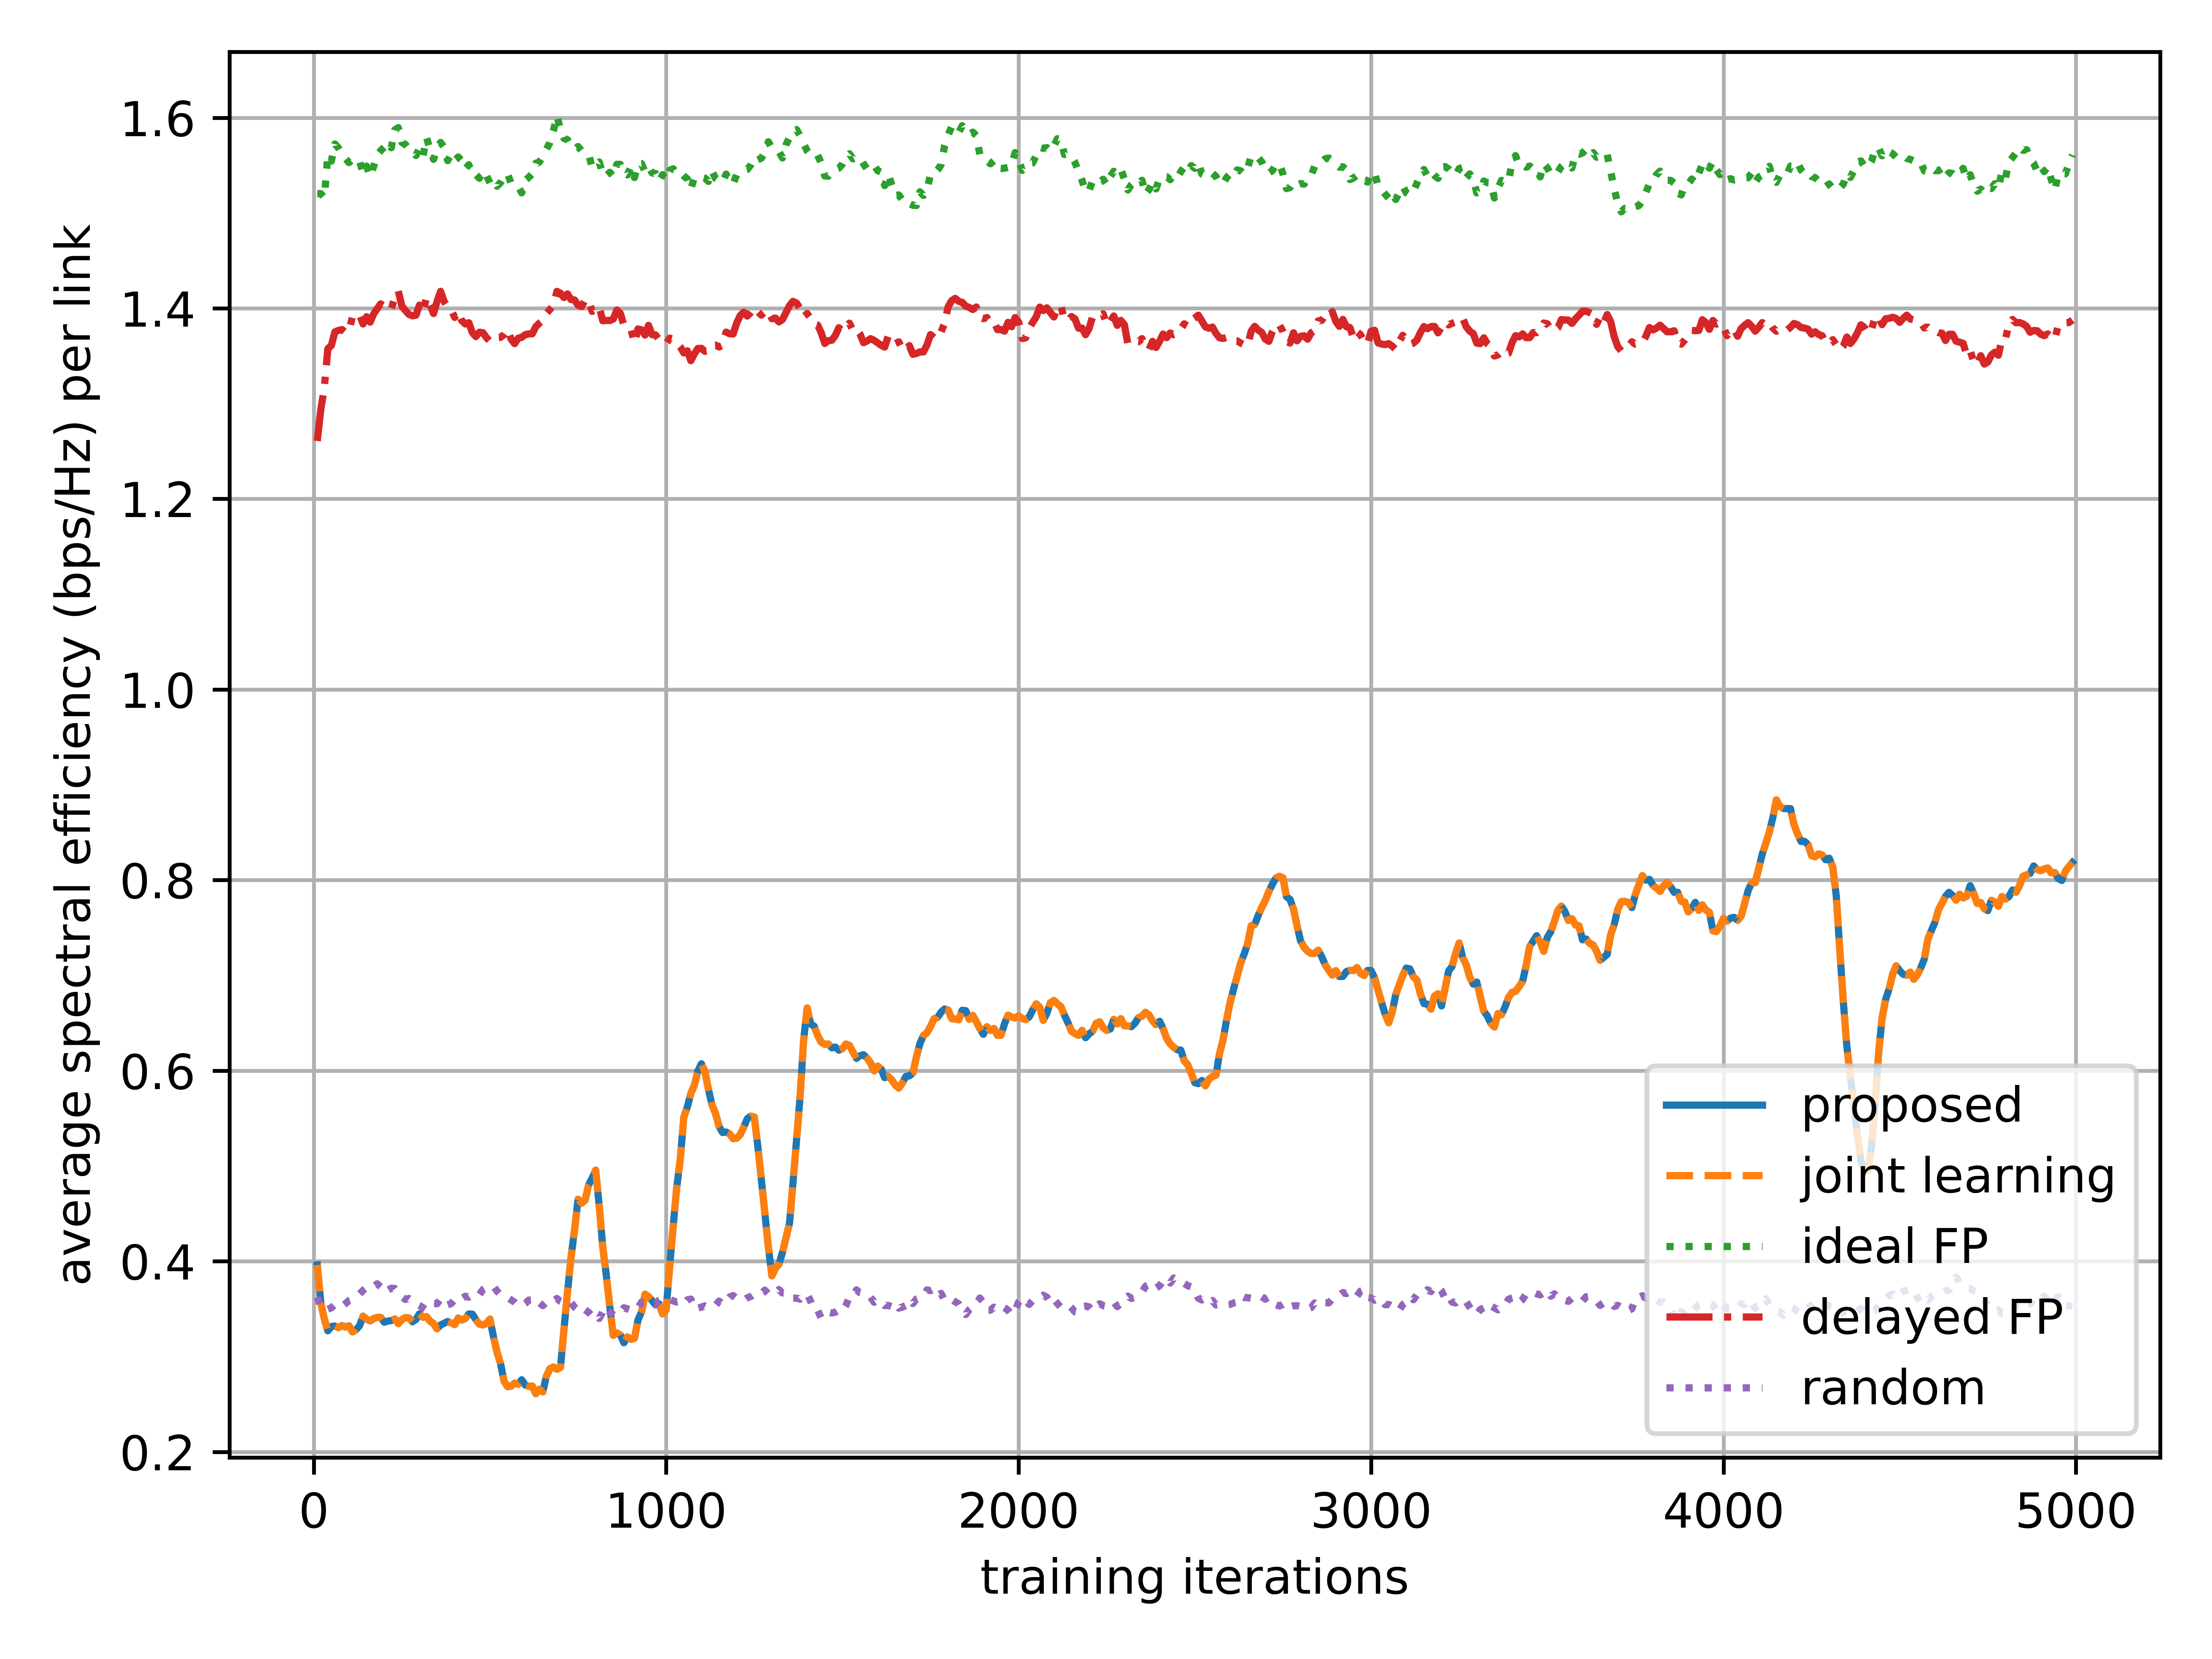 1.6
1.4
1.2
1.0
0.8
0.6
0.4
0.2
average spectral efficiency (bps/Hz) per link
proposed
joint learning
ideal FP
delayed FP
random
0
1000
2000
3000
4000
5000
training iterations